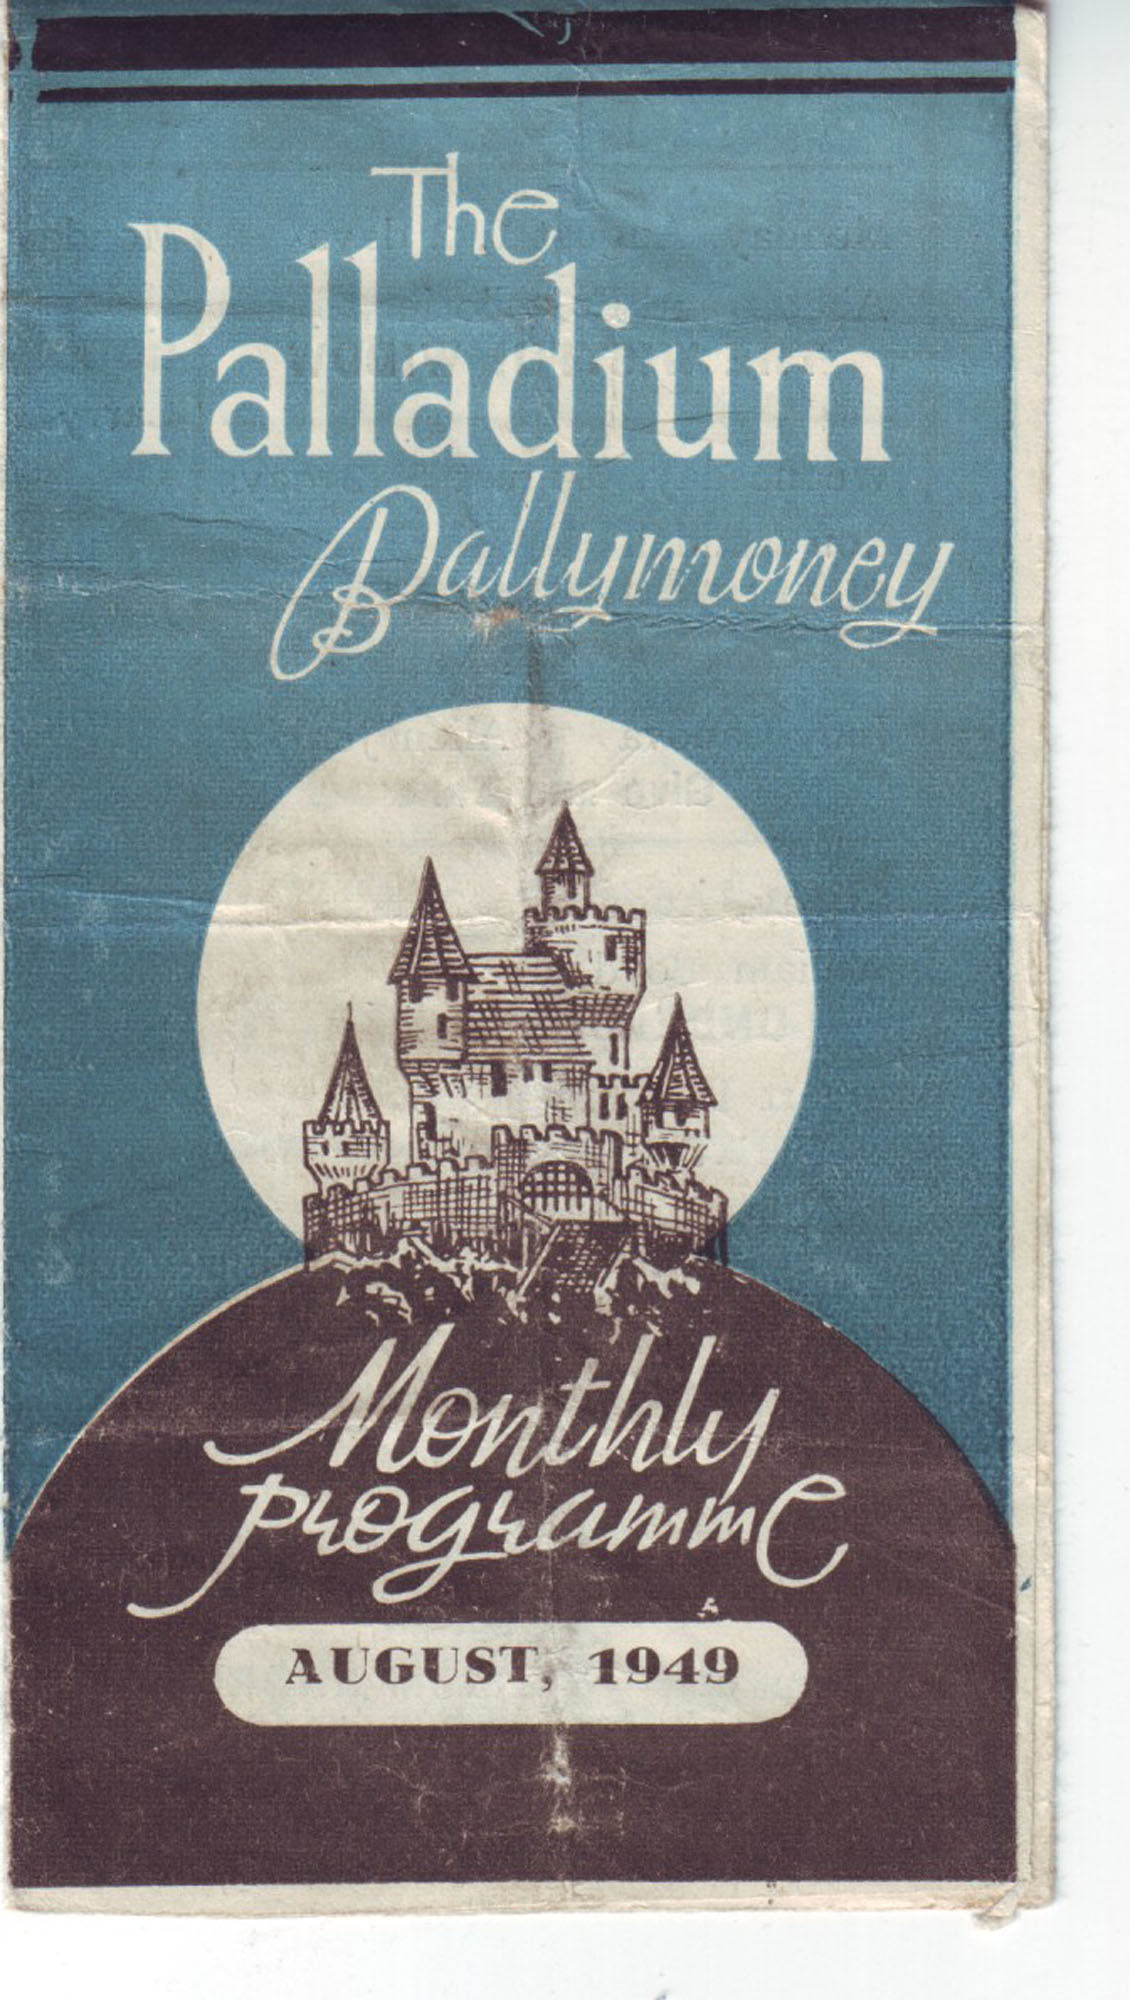 The
Palladium
Ballymoney
Monthly
programme
AUGUST, 1949